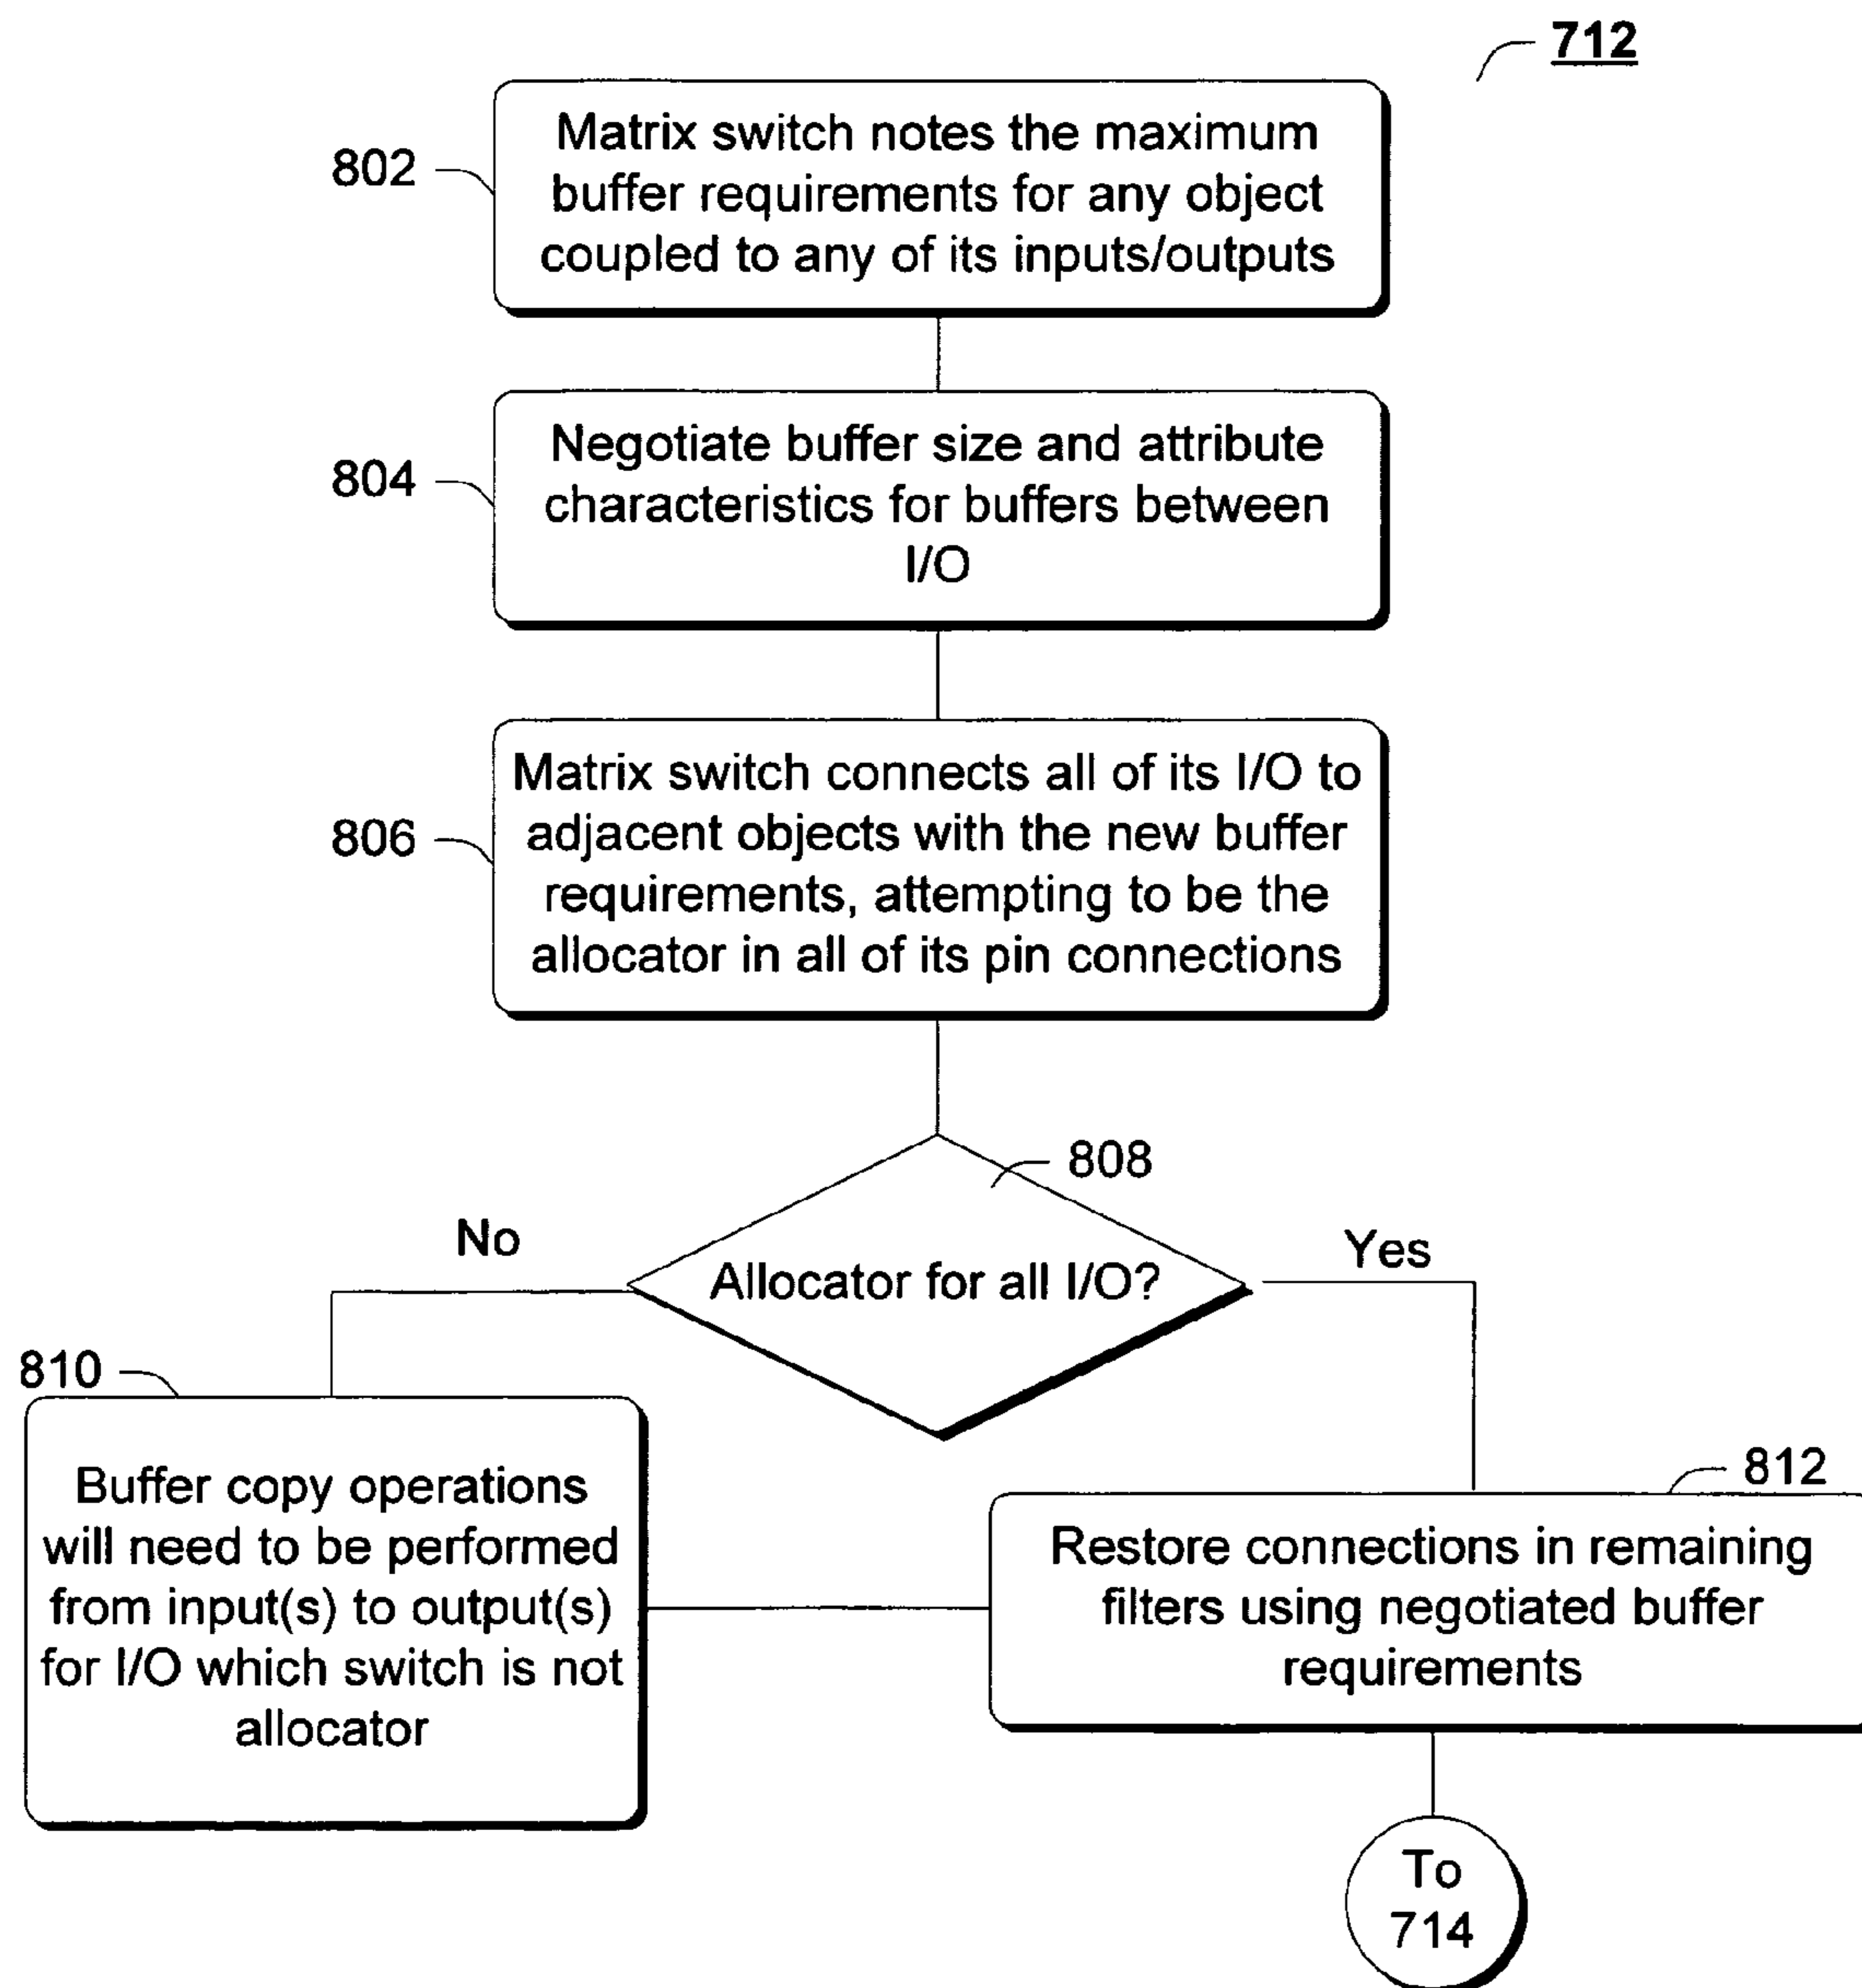 712
802
Matrix switch notes the maximum
buffer requirements for any object
coupled to any of its inputs/outputs
804
Negotiate buffer size and attribute
characteristics for buffers between
I/O
806
Matrix switch connects all of its I/O to
adjacent objects with the new buffer
requirements, attempting to be the
allocator in all of its pin connections
808
No
Allocator for all I/O?
Yes
810
Buffer copy operations
will need to be performed
from input(s) to output(s)
for I/O which switch is not
allocator
812
Restore connections in remaining
filters using negotiated buffer
requirements
To
714